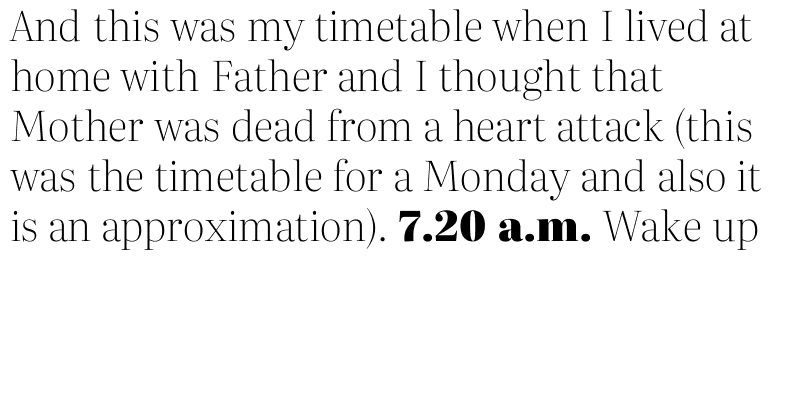 And this was my timetable when I lived at
home with Father and I thought that
Mother was dead from a heart attack (this
was the timetable for a Monday and also it
is an approximation). 7.20 a.m. Wake up